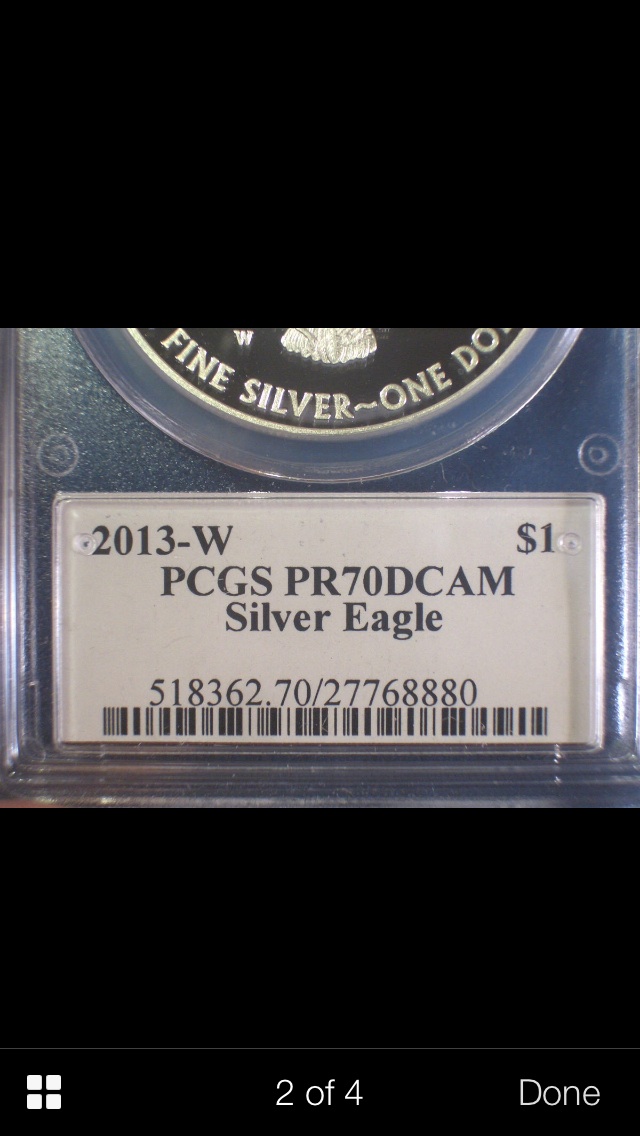 W
FINE SILVER~ONE DO
2013-W $1
PCGS PR70DCAM
Silver Eagle
518362.70/27768880
2 of 4 Done